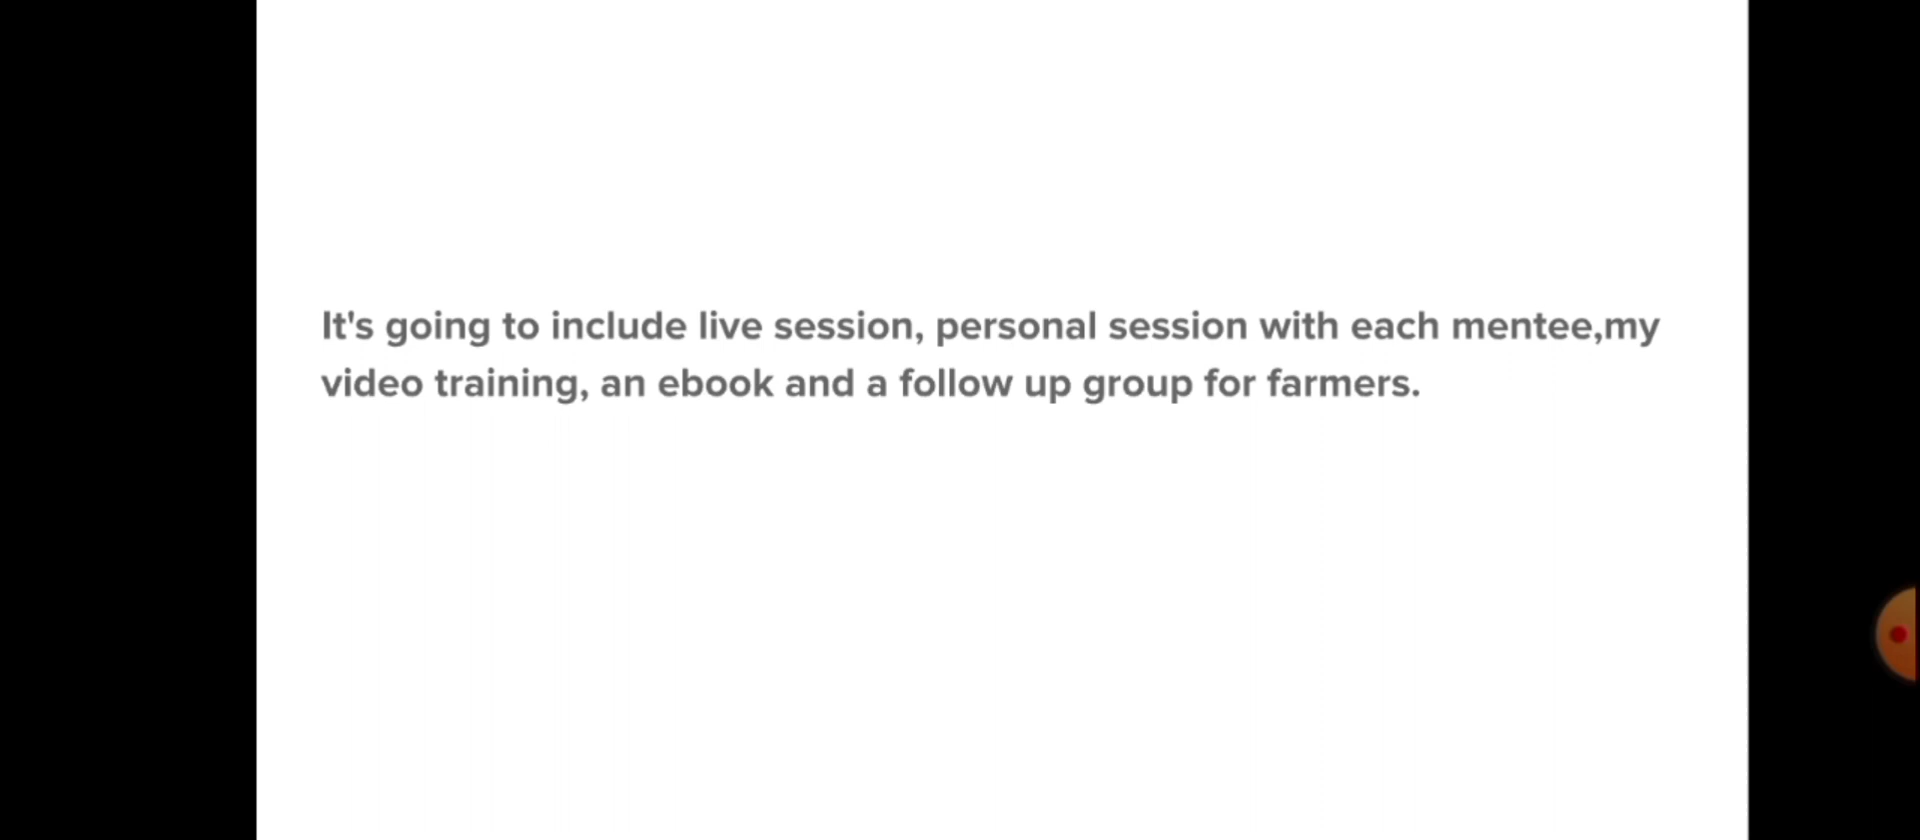 It's going to include live session, personal session with each mentee,my
video training, an ebook and a follow up group for farmers.